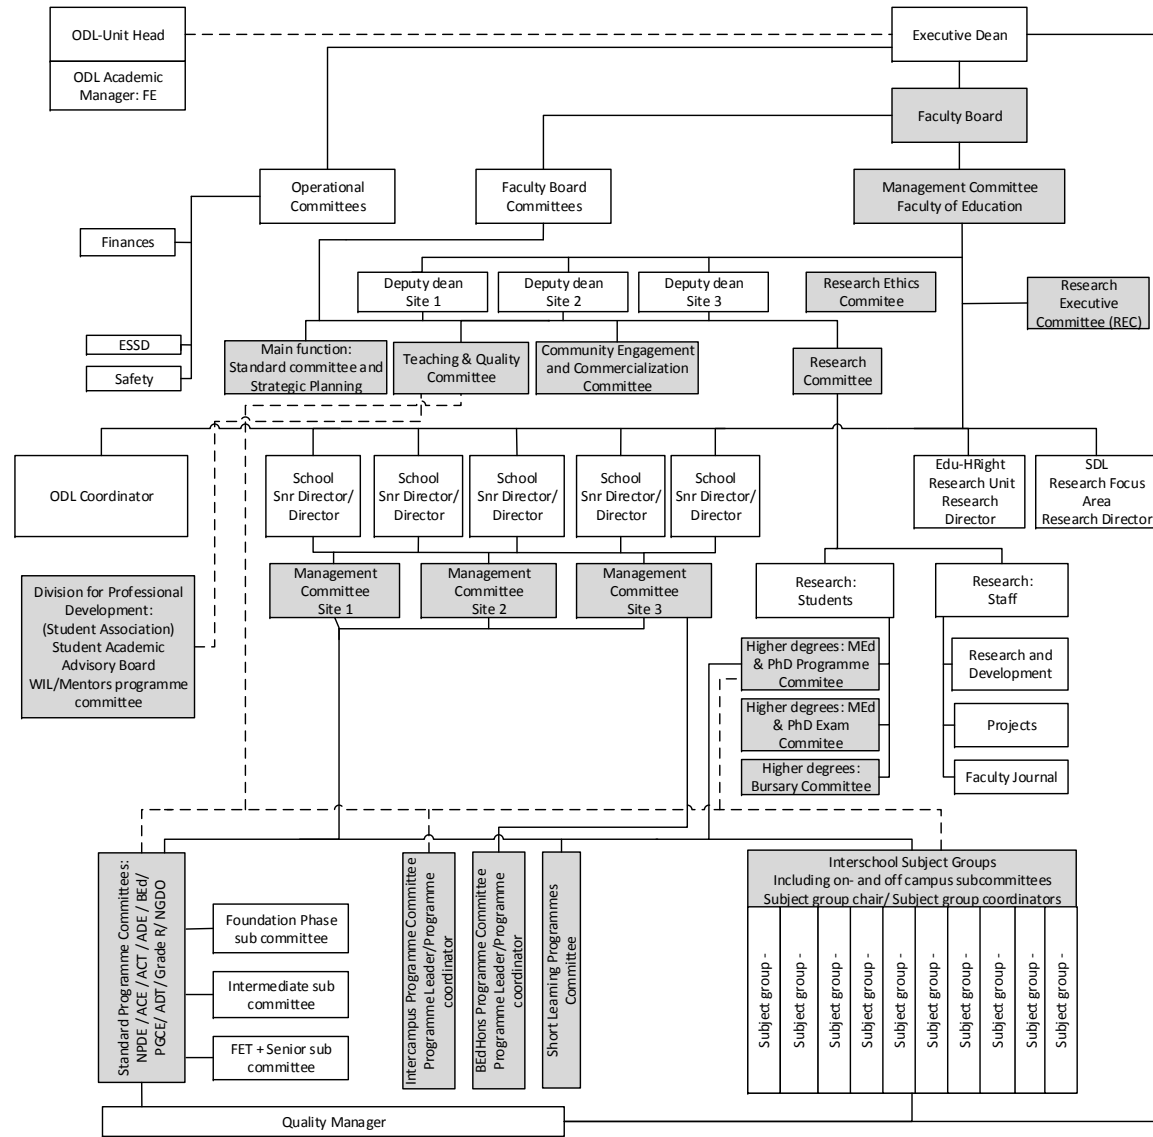 ODL-Unit Head
ODL Academic
Manager: FE
Executive Dean
Faculty Board
Operational
Committees
Faculty Board
Committees
Management Committee
Faculty of Education
Finances
ESSD
Safety
Deputy dean
Site 1
Deputy dean
Site 2
Deputy dean
Site 3
Research Ethics
Commitee
Research
Executive
Committee (REC)
Main function:
Standard committee and
Strategic Planning
Teaching & Quality
Committee
Community Engagement
and Commercialization
Committee
Research
Committee
ODL Coordinator
School
Snr Director/
Director
School
Snr Director/
Director
School
Snr Director/
Director
School
Snr Director/
Director
School
Snr Director/
Director
Edu-HRight
Research Unit
Research
Director
SDL
Research Focus
Area
Research Director
Management
Committee
Site 1
Management
Committee
Site 2
Management
Committee
Site 3
Division for Professional
Development:
(Student Association)
Student Academic
Advisory Board
WIL/Mentors programme
committee
Research:
Students
Research:
Staff
Higher degrees: MEd
& PhD Programme
Commitee
Higher degrees: MEd
& PhD Exam
Commitee
Higher degrees:
Bursary Committee
Research and
Development
Projects
Faculty Journal
Standard Programme Committees:
NPDE / ACE / ACT / ADE / BEd/
PGCE/ ADT/ Grade R/ NGDO
Foundation Phase
sub committee
Intermediate sub
committee
FET + Senior sub
committee
Intercampus Programme Committee
Programme Leader/Programme
coordinator
BEdHons Programme Committee
Programme Leader/Programme
coordinator
Short Learning Programmes
Committee
Interschool Subject Groups
Including on- and off campus subcommittees
Subject group chair/ Subject group coordinators
Subject group -
Subject group -
Subject group -
Subject group -
Subject group -
Subject group -
Subject group -
Subject group -
Subject group -
Quality Manager